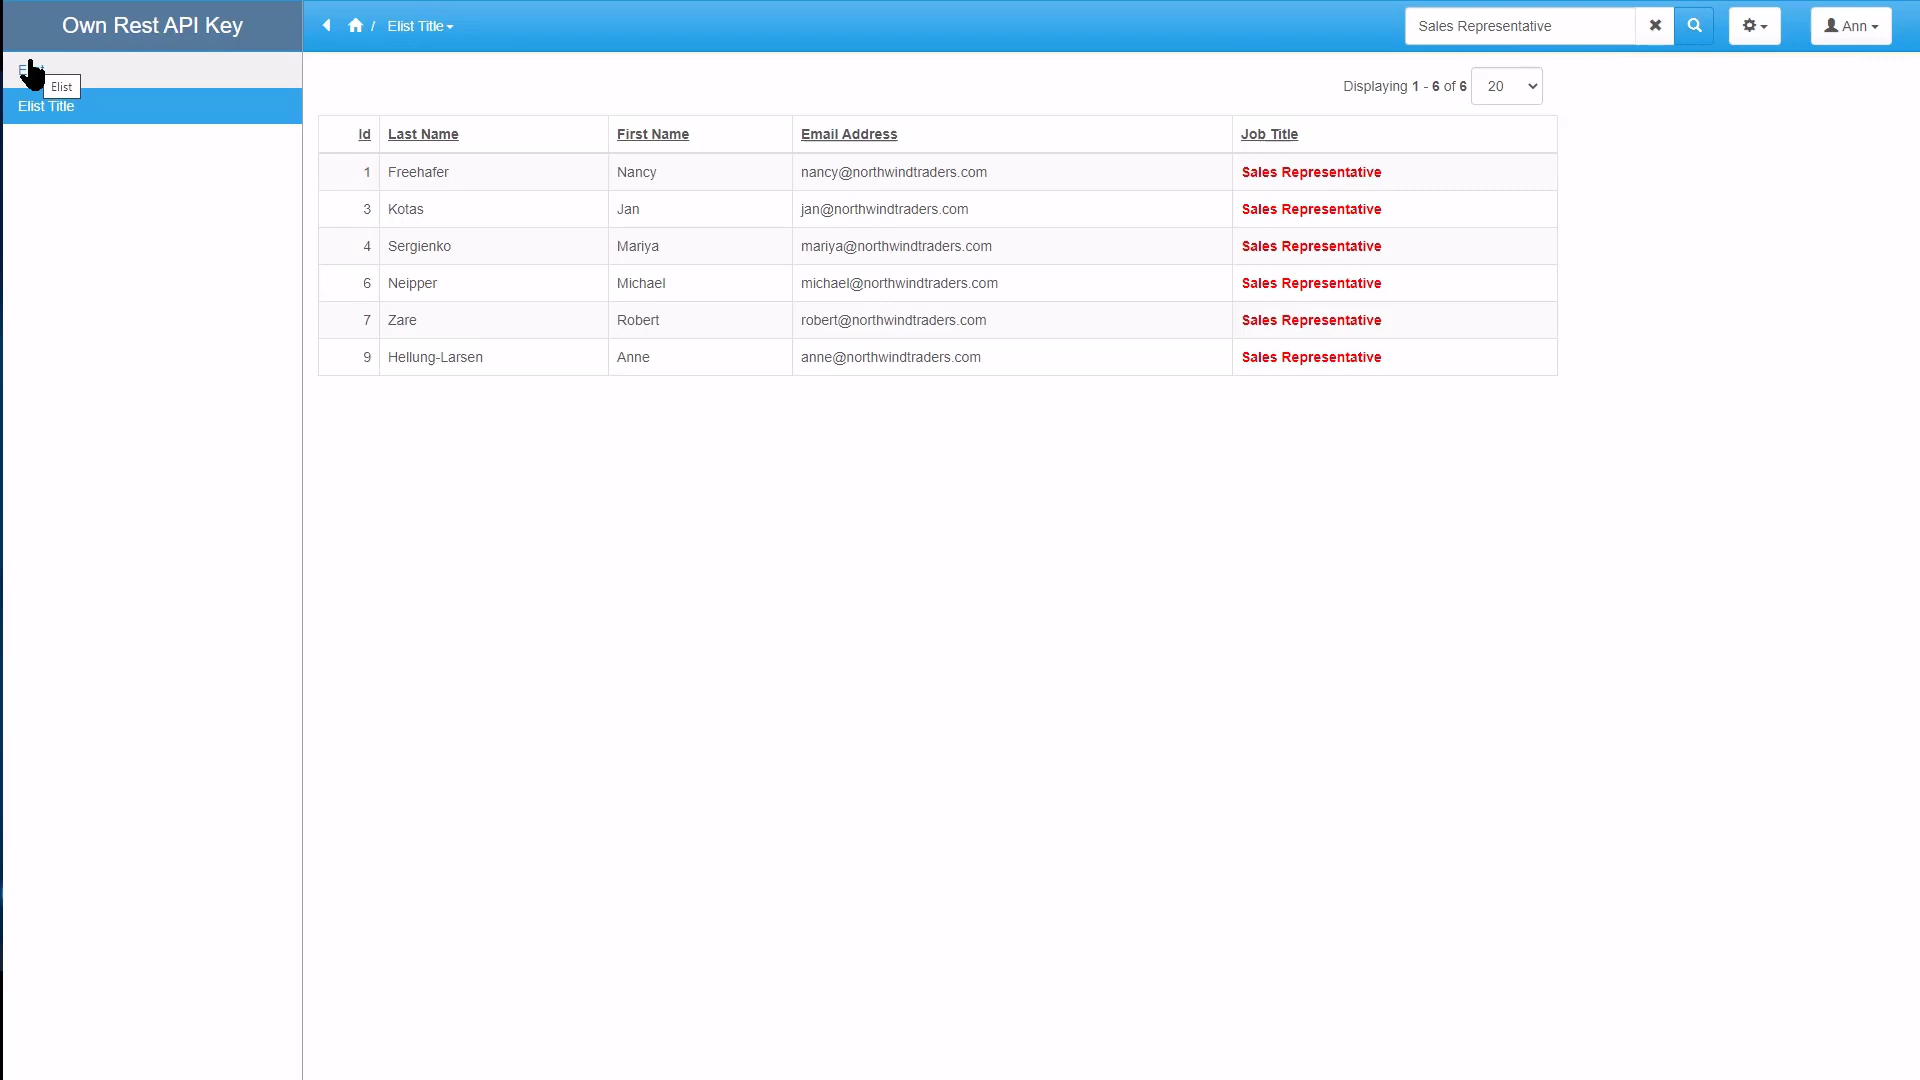 Own Rest API Key
/ Elist Title
Sales Representative
Ann
Elist
Elist Title
Displaying 1 - 6 of 6 20
Id Last Name First Name Email Address Job Title
1 Freehafer Nancy nancy@northwindtraders.com Sales Representative
3 Kotas Jan jan@northwindtraders.com Sales Representative
4 Sergienko Mariya mariya@northwindtraders.com Sales Representative
6 Neipper Michael michael@northwindtraders.com Sales Representative
7 Zare Robert robert@northwindtraders.com Sales Representative
9 Hellung-Larsen Anne anne@northwindtraders.com Sales Representative